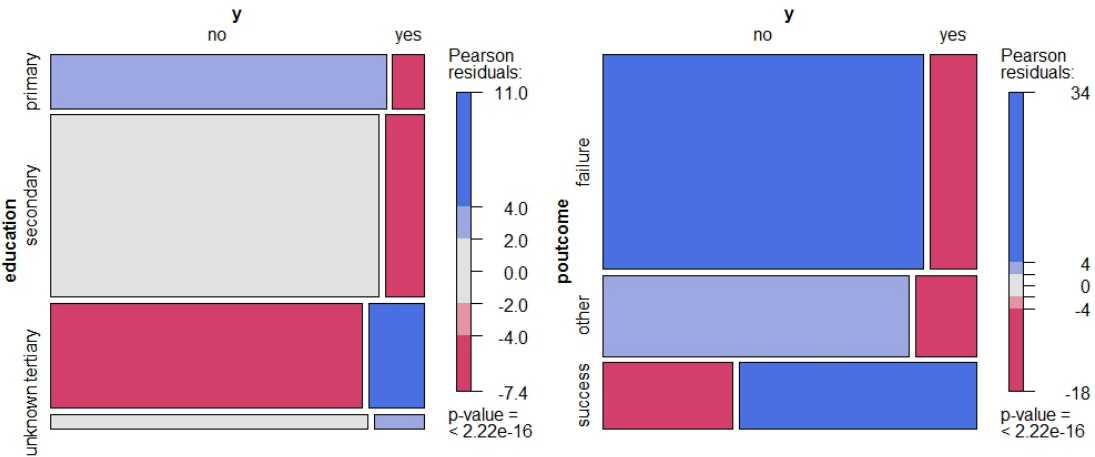 y
no yes
education
primary
secondary
unknown tertiary
Pearson
residuals:
11.0
4.0
2.0
0.0
-2.0
-4.0
-7.4
p-value =
< 2.22e-16
y
no yes
poutcome
failure
other
success
Pearson
residuals:
34
4
0
-4
-18
p-value =
< 2.22e-16